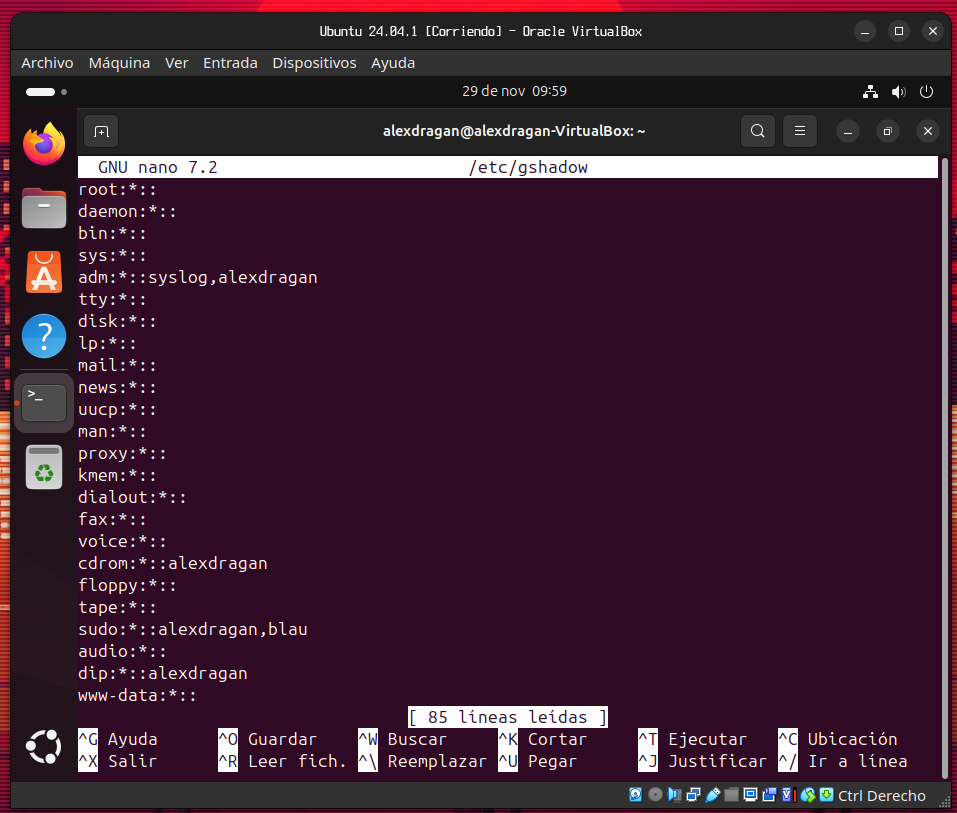 Ubuntu 24.04.1 [Corriendo] - Oracle VirtualBox
Archivo Máquina Ver Entrada Dispositivos Ayuda
29 de nov 09:59
alexdragan@alexdragan-VirtualBox: ~
GNU nano 7.2 /etc/gshadow
root:*::
daemon:*::
bin:*::
sys:*::
adm:*::syslog,alexdragan
tty:*::
disk:*::
lp:*::
mail:*::
news:*::
uucp:*::
man:*::
proxy:*::
kmem:*::
dialout:*::
fax:*::
voice:*::
cdrom:*::alexdragan
floppy:*::
tape:*::
sudo:*::alexdragan,blau
audio:*::
dip:*::alexdragan
www-data:*::
[ 85 líneas leídas ]
^G Ayuda ^O Guardar ^W Buscar ^K Cortar ^T Ejecutar ^C Ubicación
^X Salir ^R Leer fich. ^\ Reemplazar ^U Pegar ^J Justificar ^/ Ir a línea
Ctrl Derecho